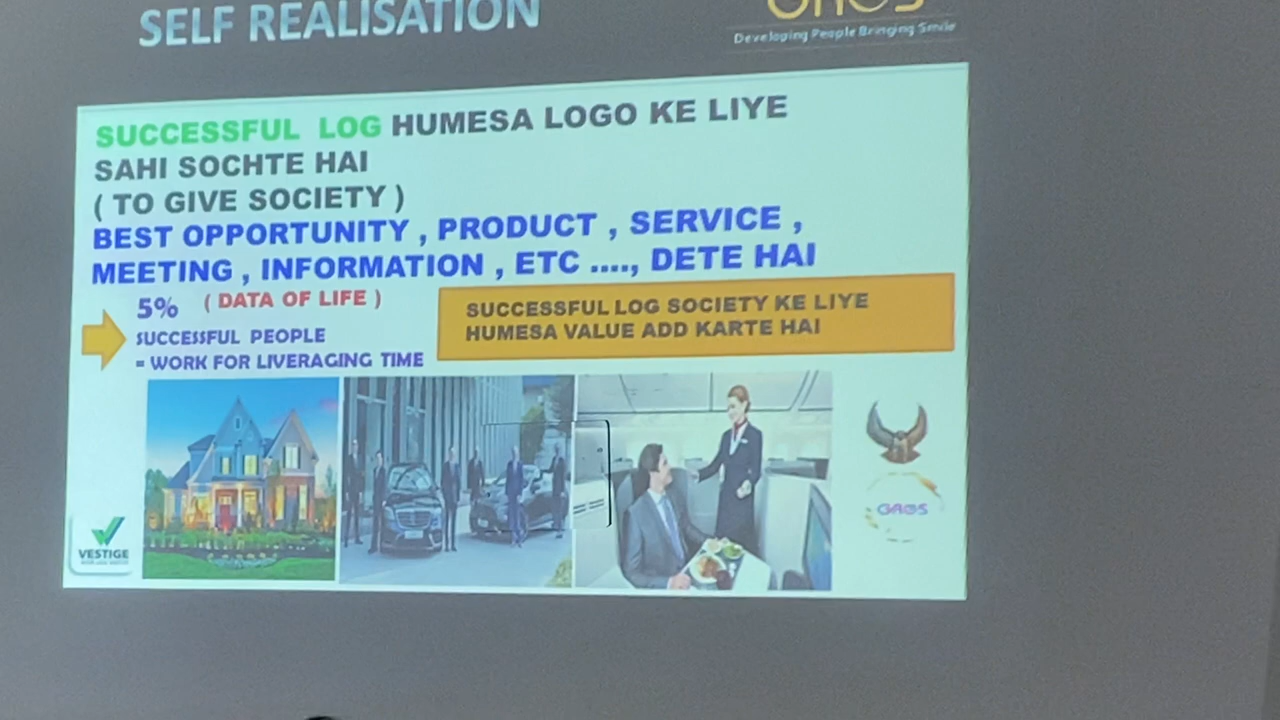 SELF REALISATION
Developing People Bringing Smile
SUCCESSFUL LOG HUMESA LOGO KE LIYE
SAHI SOCHTE HAI
( TO GIVE SOCIETY )
BEST OPPORTUNITY , PRODUCT , SERVICE ,
MEETING , INFORMATION , ETC ...., DETE HAI
5% ( DATA OF LIFE )
SUCCESSFUL PEOPLE
= WORK FOR LIVERAGING TIME
SUCCESSFUL LOG SOCIETY KE LIYE
HUMESA VALUE ADD KARTE HAI
VESTIGE